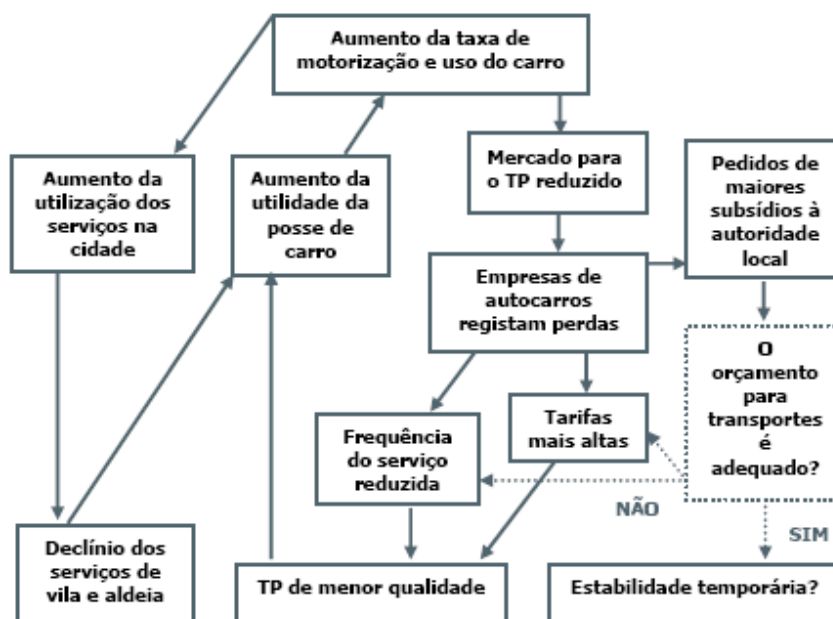 Aumento da taxa de
motorização e uso do carro
Aumento da
utilização dos
serviços na
cidade
Aumento da
utilidade da
posse de
carro
Mercado para
o TP reduzido
Pedidos de
maiores
subsídios à
autoridade
local
Empresas de
autocarros
registam perdas
O
orçamento
para
transportes
é
adequado?
Frequência
do serviço
reduzida
Tarifas
mais altas
NÃO
SIM
Declínio dos
serviços de
vila e aldeia
TP de menor qualidade
Estabilidade temporária?